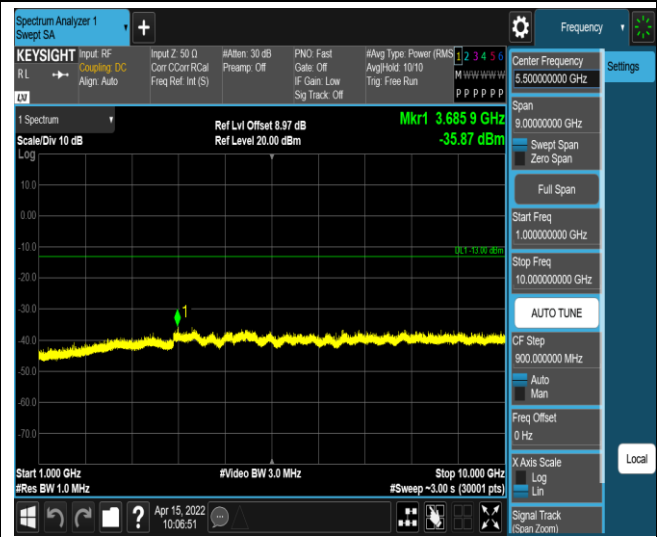 Spectrum Analyzer 1
Swept SA
+
Frequency
KEYSIGHT
RL
LXI
Input: RF
Coupling: DC
Align: Auto
Input Z: 50 Ω
Corr CCorr RCal
Freq Ref: Int (S)
#Atten: 30 dB
Preamp: Off
PNO: Fast
Gate: Off
IF Gain: Low
Sig Track: Off
#Avg Type: Power (RMS
Avg|Hold: 10/10
Trig: Free Run
1 2 3 4 5 6
M W W W W W
P P P P P P
1 Spectrum
Scale/Div 10 dB
Log
Ref Lvl Offset 8.97 dB
Ref Level 20.00 dBm
Mkr1 3.685 9 GHz
-35.87 dBm
10.0
0.00
-10.0
DL1 -13.00 dBm
-20.0
-30.0
1
-40.0
-50.0
-60.0
-70.0
Start 1.000 GHz
#Res BW 1.0 MHz
#Video BW 3.0 MHz
Stop 10.000 GHz
#Sweep ~3.00 s (30001 pts)
?
Apr 15, 2022
10:06:51
Center Frequency
5.500000000 GHz
Span
9.00000000 GHz
Swept Span
Zero Span
Full Span
Start Freq
1.000000000 GHz
Stop Freq
10.000000000 GHz
AUTO TUNE
CF Step
900.000000 MHz
Auto
Man
Freq Offset
0 Hz
X Axis Scale
Log
Lin
Signal Track
(Span Zoom)
Settings
Local